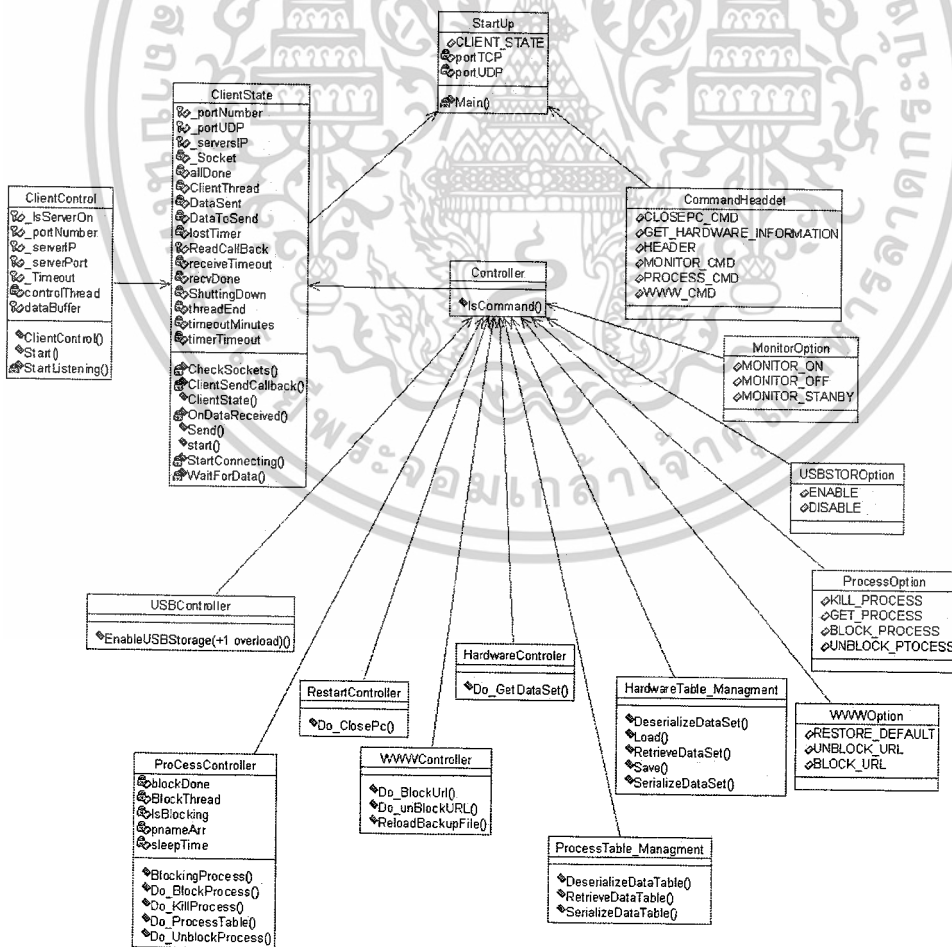 StartUp
CLIENT_STATE
portTCP
portUDP
Main()
ClientState
_portNumber
_portUDP
_serversIP
_Socket
allDone
ClientThread
DataSent
DataToSend
lostTimer
ReadCallBack
receiveTimeout
recvDone
ShuttingDown
threadEnd
timeoutMinutes
timerTimeout
CheckSockets()
ClientSendCallback()
ClientState()
OnDataReceived()
Send()
start()
StartConnecting()
WaitForData()
ClientControl
_IsServerOn
_portNumber
_serverIP
_serverPort
_Timeout
controlThread
dataBuffer
ClientControl()
Start()
StartListening()
CommandHeaddet
CLOSEPC_CMD
GET_HARDWARE_INFORMATION
HEADER
MONITOR_CMD
PROCESS_CMD
WWW_CMD
Controller
IsCommand()
MonitorOption
MONITOR_ON
MONITOR_OFF
MONITOR_STANBY
USBSTOROption
ENABLE
DISABLE
ProcessOption
KILL_PROCESS
GET_PROCESS
BLOCK_PROCESS
UNBLOCK_PTOCESS
USBController
EnableUSBStorage(+1 overload)()
HardwareControler
Do_GetDataSet()
RestartController
Do_ClosePc()
HardwareTable_Managment
DeserializeDataSet()
Load()
RetrieveDataSet()
Save()
SerializeDataSet()
WWWOption
RESTORE_DEFAULT
UNBLOCK_URL
BLOCK_URL
ProCessController
blockDone
BlockThread
IsBlocking
pnameArr
sleepTime
BlockingProcess()
Do_BlockProcess()
Do_KillProcess()
Do_ProcessTable()
Do_UnblockProcess()
WWWController
Do_BlockUrl()
Do_unBlockURL()
ReloadBackupFile()
ProcessTable_Managment
DeserializeDataTable()
RetrieveDataTable()
SerializeDataTable()